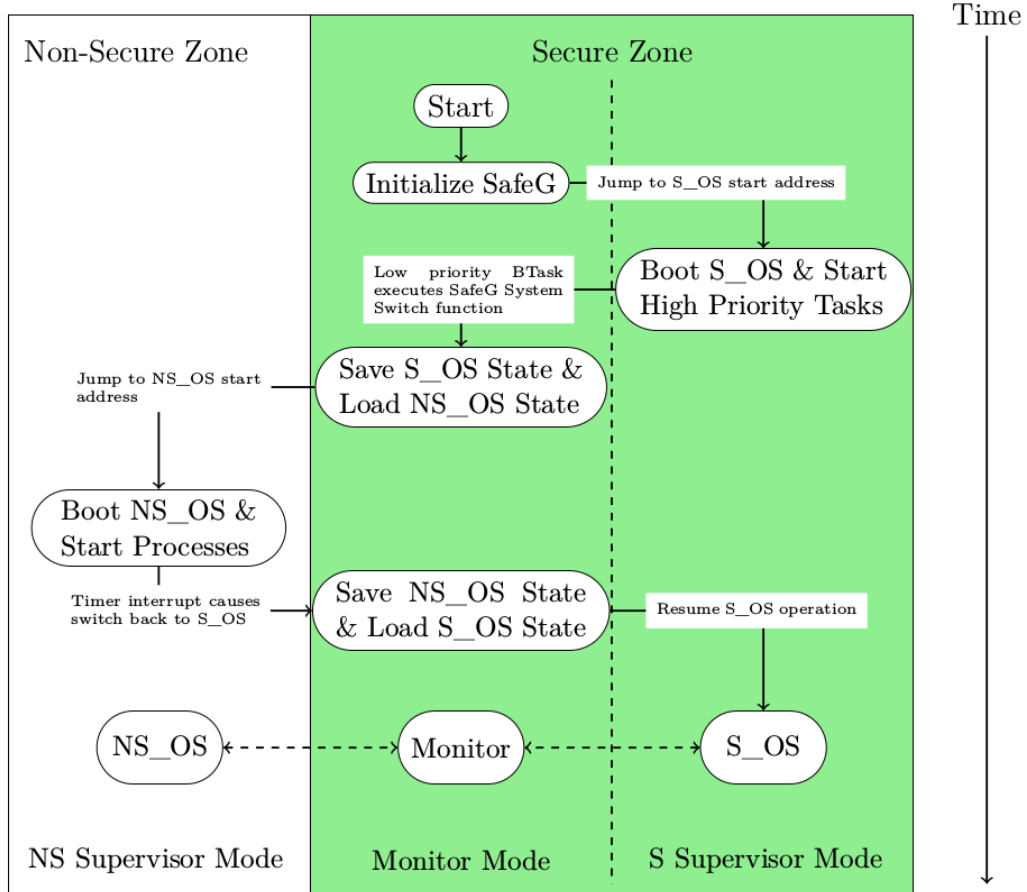 Time
Non-Secure Zone
Secure Zone
Start
Initialize SafeG
Jump to S_OS start address
Low priority BTask
executes SafeG System
Switch function
Boot S_OS & Start
High Priority Tasks
Save S_OS State &
Load NS_OS State
Jump to NS_OS start
address
Boot NS_OS &
Start Processes
Timer interrupt causes
switch back to S_OS
Save NS_OS State
& Load S_OS State
Resume S_OS operation
NS_OS
Monitor
S_OS
NS Supervisor Mode
Monitor Mode
S Supervisor Mode